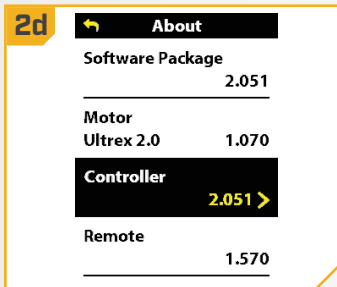 2d
About
Software Package
2.051
Motor
Ultrex 2.0 1.070
Controller
2.051 >
Remote
1.570